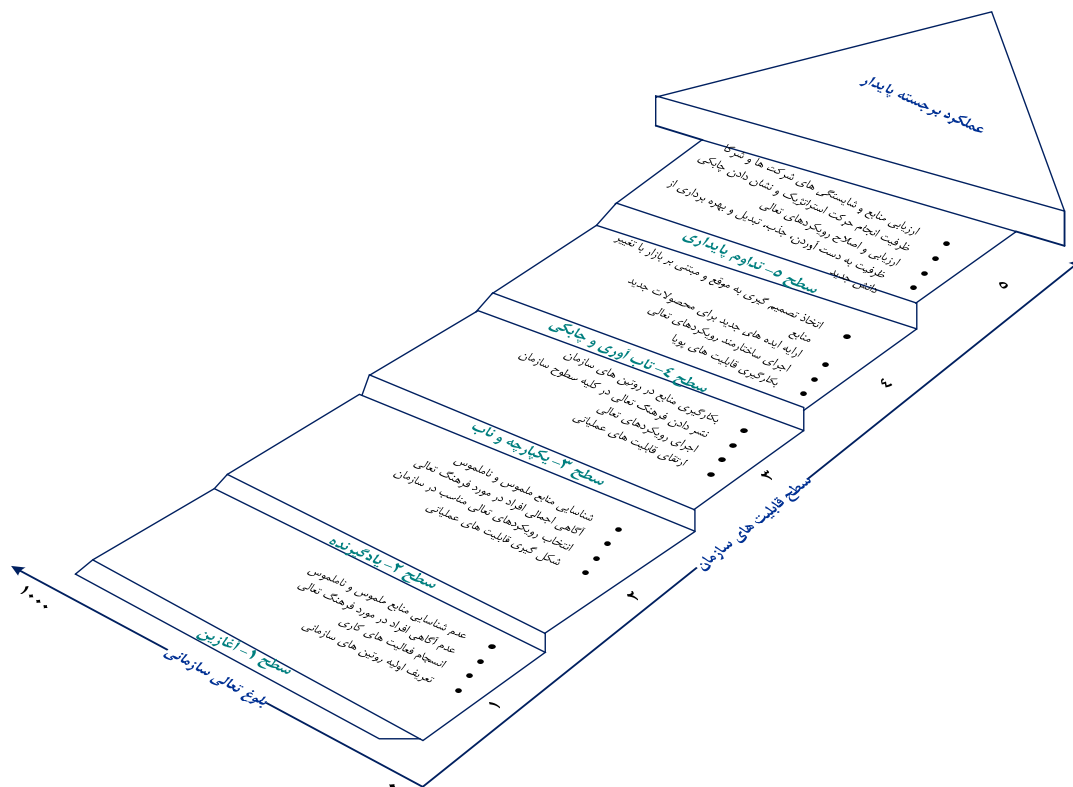 عملکرد برجسته پایدار
ارزیابی منابع و شایستگی های شرکت ها و شرکا
ظرفیت انجام حرکت استراتژیک و نشان دادن چابکی
ارزیابی و اصلاح رویکردهای تعالی
ظرفیت به دست آوردن، جذب، تبدیل و بهره برداری از
دانش جدید
سطح ۵- تداوم پایداری
اتخاذ تصمیم گیری به موقع و مبتنی بر بازار با تغییر
منابع
ارایه ایده های جدید برای محصولات جدید
اجرای ساختارمند رویکردهای تعالی
بکارگیری قابلیت های پویا
سطح ٤- تاب آوری و چابکی
بکارگیری منابع در روتین های سازمان
نشر دادن فرهنگ تعالی در کلیه سطوح سازمان
اجرای رویکردهای تعالی
ارتقای قابلیت های عملیاتی
سطح ۳- یکپارچه و ناب
شناسایی منابع ملموس و ناملموس
آگاهی اجمالی افراد در مورد فرهنگ تعالی
انتخاب رویکردهای تعالی مناسب در سازمان
شکل گیری قابلیت های عملیاتی
سطح ۲- یادگیرنده
عدم شناسایی منابع ملموس و ناملموس
عدم آگاهی افراد در مورد فرهنگ تعالی
انسجام فعالیت های کاری
تعریف اولیه روتین های سازمانی
سطح ۱- آغازین
۵
٤
۳
۲
۱
سطح قابلیت های سازمان
۱۰۰۰
بلوغ تعالی سازمانی